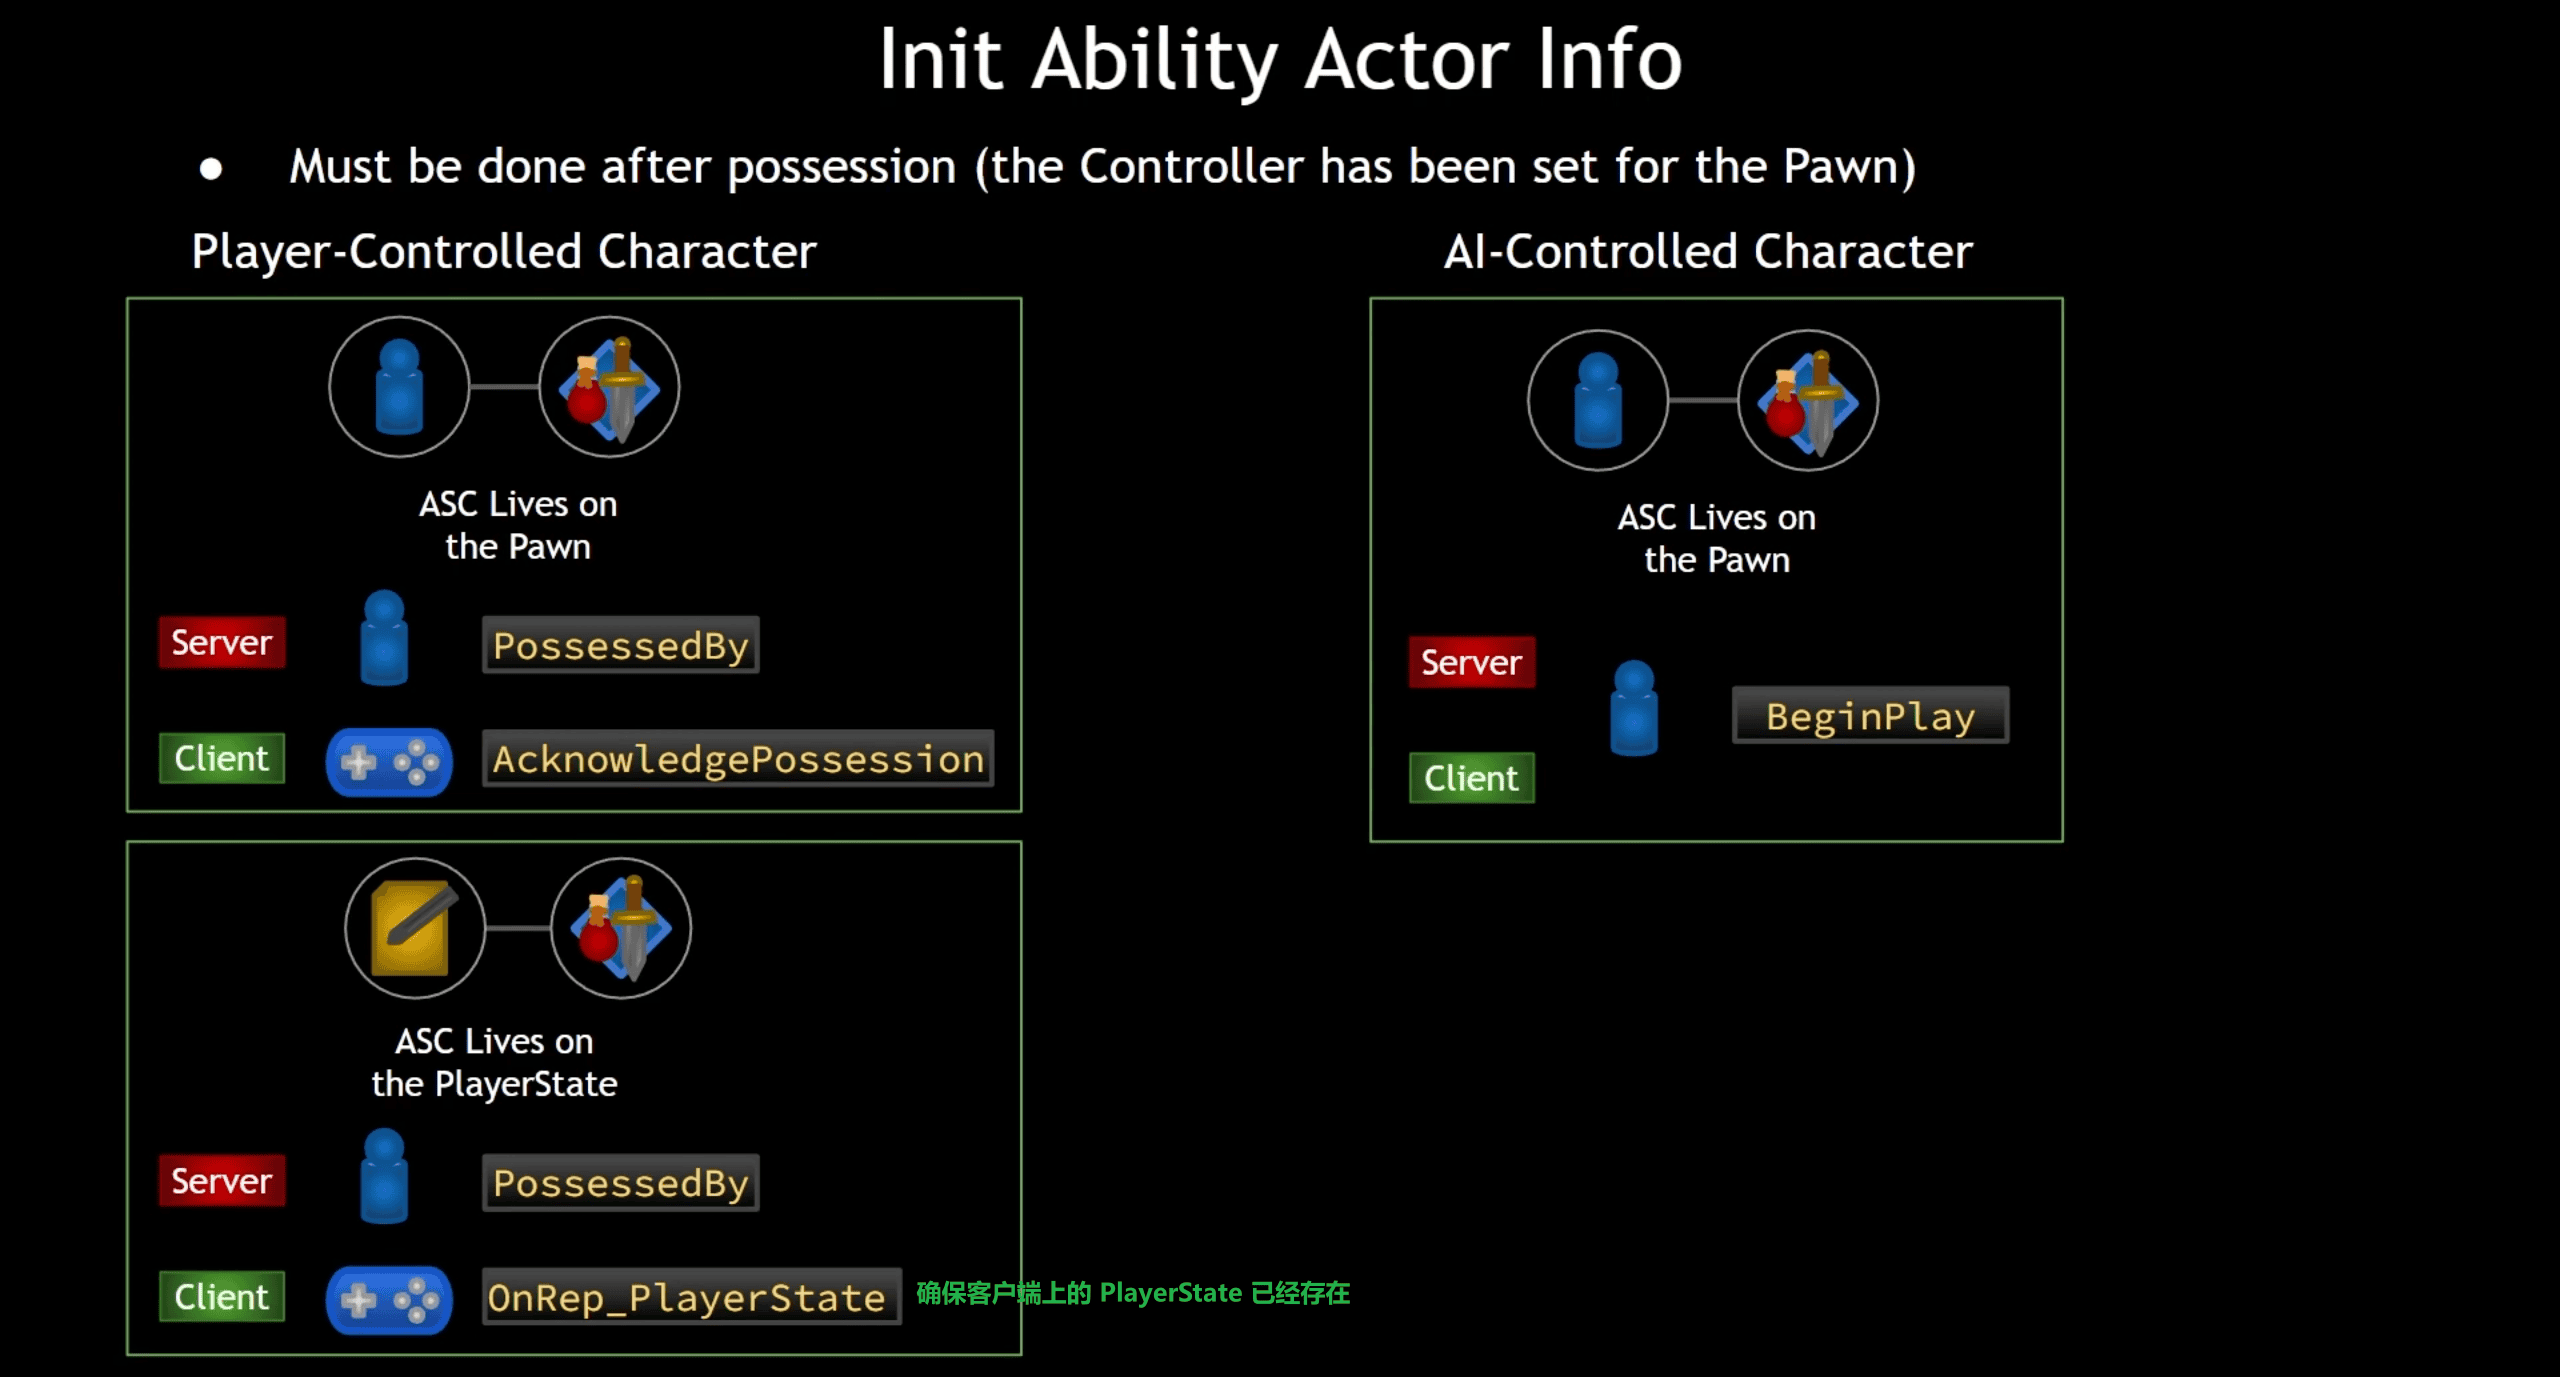 Init Ability Actor Info
● Must be done after possession (the Controller has been set for the Pawn)
Player-Controlled Character
ASC Lives on
the Pawn
Server
PossessedBy
Client
AcknowledgePossession
ASC Lives on
the PlayerState
Server
PossessedBy
Client
OnRep_PlayerState
确保客户端上的 PlayerState 已经存在
AI-Controlled Character
ASC Lives on
the Pawn
Server
BeginPlay
Client